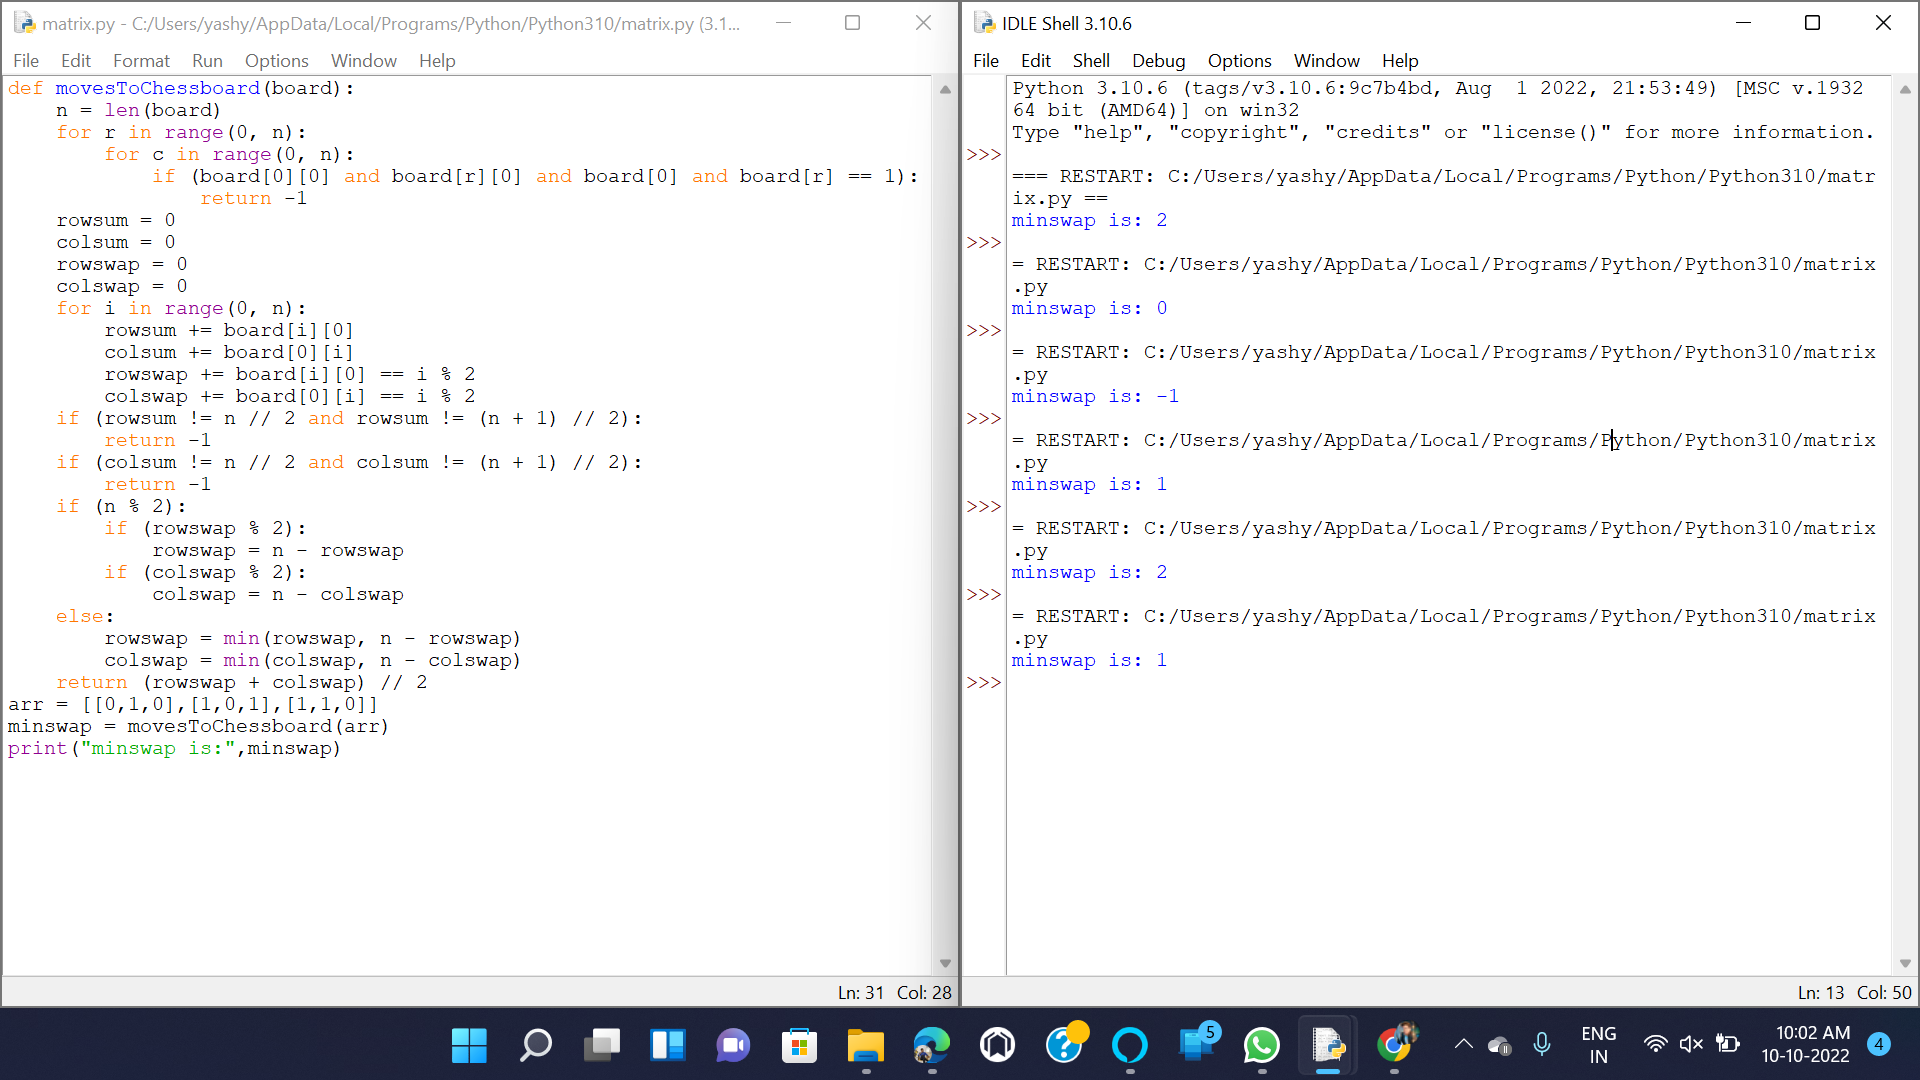 matrix.py - C:/Users/yashy/AppData/Local/Programs/Python/Python310/matrix.py (3.1...
File Edit Format Run Options Window Help
def movesToChessboard(board):
    n = len(board)
    for r in range(0, n):
        for c in range(0, n):
            if (board[0][0] and board[r][0] and board[0] and board[r] == 1):
                return -1
    rowsum = 0
    colsum = 0
    rowswap = 0
    colswap = 0
    for i in range(0, n):
        rowsum += board[i][0]
        colsum += board[0][i]
        rowswap += board[i][0] == i % 2
        colswap += board[0][i] == i % 2
    if (rowsum != n // 2 and rowsum != (n + 1) // 2):
        return -1
    if (colsum != n // 2 and colsum != (n + 1) // 2):
        return -1
    if (n % 2):
        if (rowswap % 2):
            rowswap = n - rowswap
        if (colswap % 2):
            colswap = n - colswap
    else:
        rowswap = min(rowswap, n - rowswap)
        colswap = min(colswap, n - colswap)
    return (rowswap + colswap) // 2
arr = [[0,1,0],[1,0,1],[1,1,0]]
minswap = movesToChessboard(arr)
print("minswap is:",minswap)
Ln: 31 Col: 28
IDLE Shell 3.10.6
File Edit Shell Debug Options Window Help
Python 3.10.6 (tags/v3.10.6:9c7b4bd, Aug  1 2022, 21:53:49) [MSC v.1932
64 bit (AMD64)] on win32
Type "help", "copyright", "credits" or "license()" for more information.
>>>
=== RESTART: C:/Users/yashy/AppData/Local/Programs/Python/Python310/matr
ix.py ==
minswap is: 2
>>>
= RESTART: C:/Users/yashy/AppData/Local/Programs/Python/Python310/matrix
.py
minswap is: 0
>>>
= RESTART: C:/Users/yashy/AppData/Local/Programs/Python/Python310/matrix
.py
minswap is: -1
>>>
= RESTART: C:/Users/yashy/AppData/Local/Programs/Python/Python310/matrix
.py
minswap is: 1
>>>
= RESTART: C:/Users/yashy/AppData/Local/Programs/Python/Python310/matrix
.py
minswap is: 2
>>>
= RESTART: C:/Users/yashy/AppData/Local/Programs/Python/Python310/matrix
.py
minswap is: 1
>>>
Ln: 13 Col: 50
5
ENG
IN
10:02 AM
10-10-2022
4